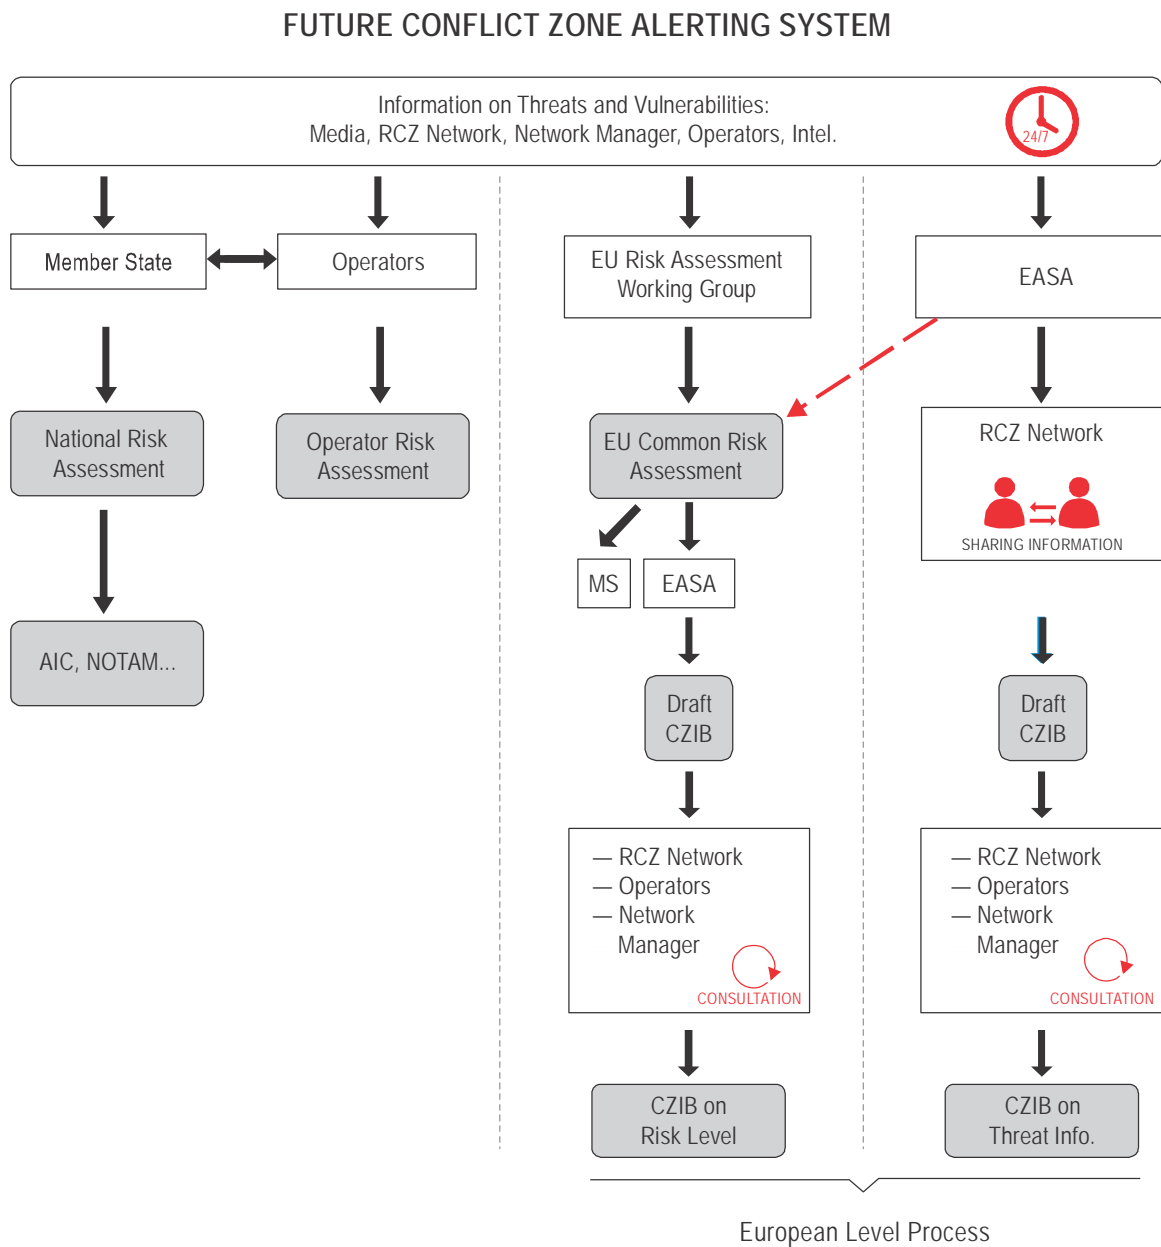 FUTURE CONFLICT ZONE ALERTING SYSTEM
Information on Threats and Vulnerabilities:
Media, RCZ Network, Network Manager, Operators, Intel.
24/7
Member State
Operators
EU Risk Assessment
Working Group
EASA
National Risk
Assessment
Operator Risk
Assessment
EU Common Risk
Assessment
RCZ Network
SHARING INFORMATION
MS
EASA
AIC, NOTAM...
Draft
CZIB
Draft
CZIB
— RCZ Network
— Operators
— Network
Manager
CONSULTATION
— RCZ Network
— Operators
— Network
Manager
CONSULTATION
CZIB on
Risk Level
CZIB on
Threat Info.
European Level Process